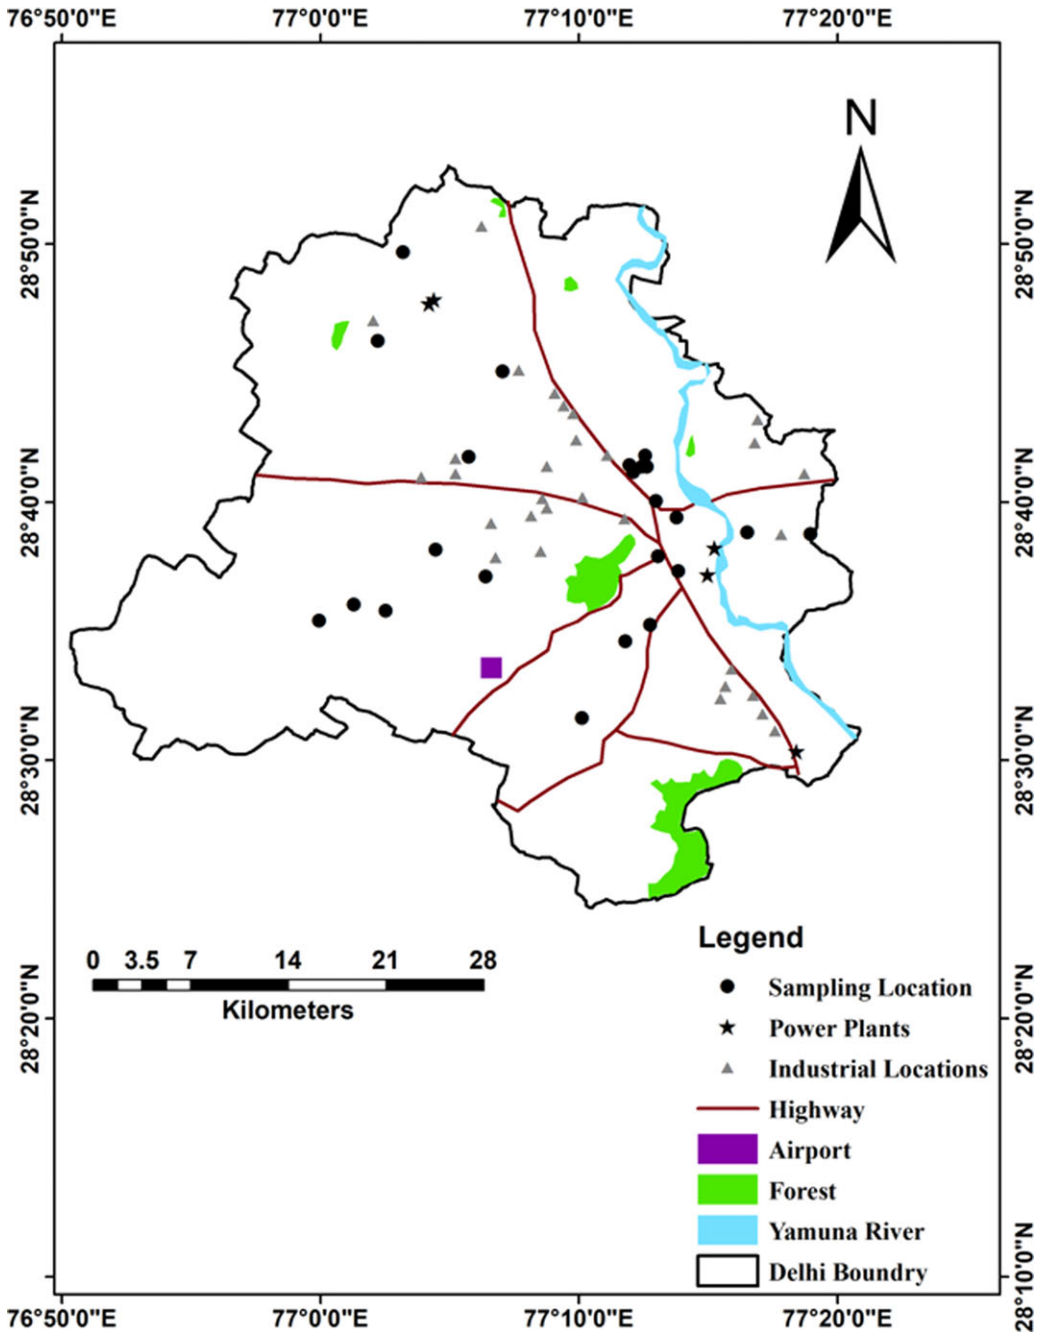 76°50'0"E 77°0'0"E 77°10'0"E 77°20'0"E
N
28°50'0"N 28°50'0"N
28°40'0"N 28°40'0"N
28°30'0"N 28°30'0"N
Legend
0 3.5 7 14 21 28
Kilometers
Sampling Location
28°20'0"N 28°20'0"N
Power Plants
Industrial Locations
Highway
Airport
Forest
Yamuna River
Delhi Boundry
28°10'0"N
76°50'0"E 77°0'0"E 77°10'0"E 77°20'0"E